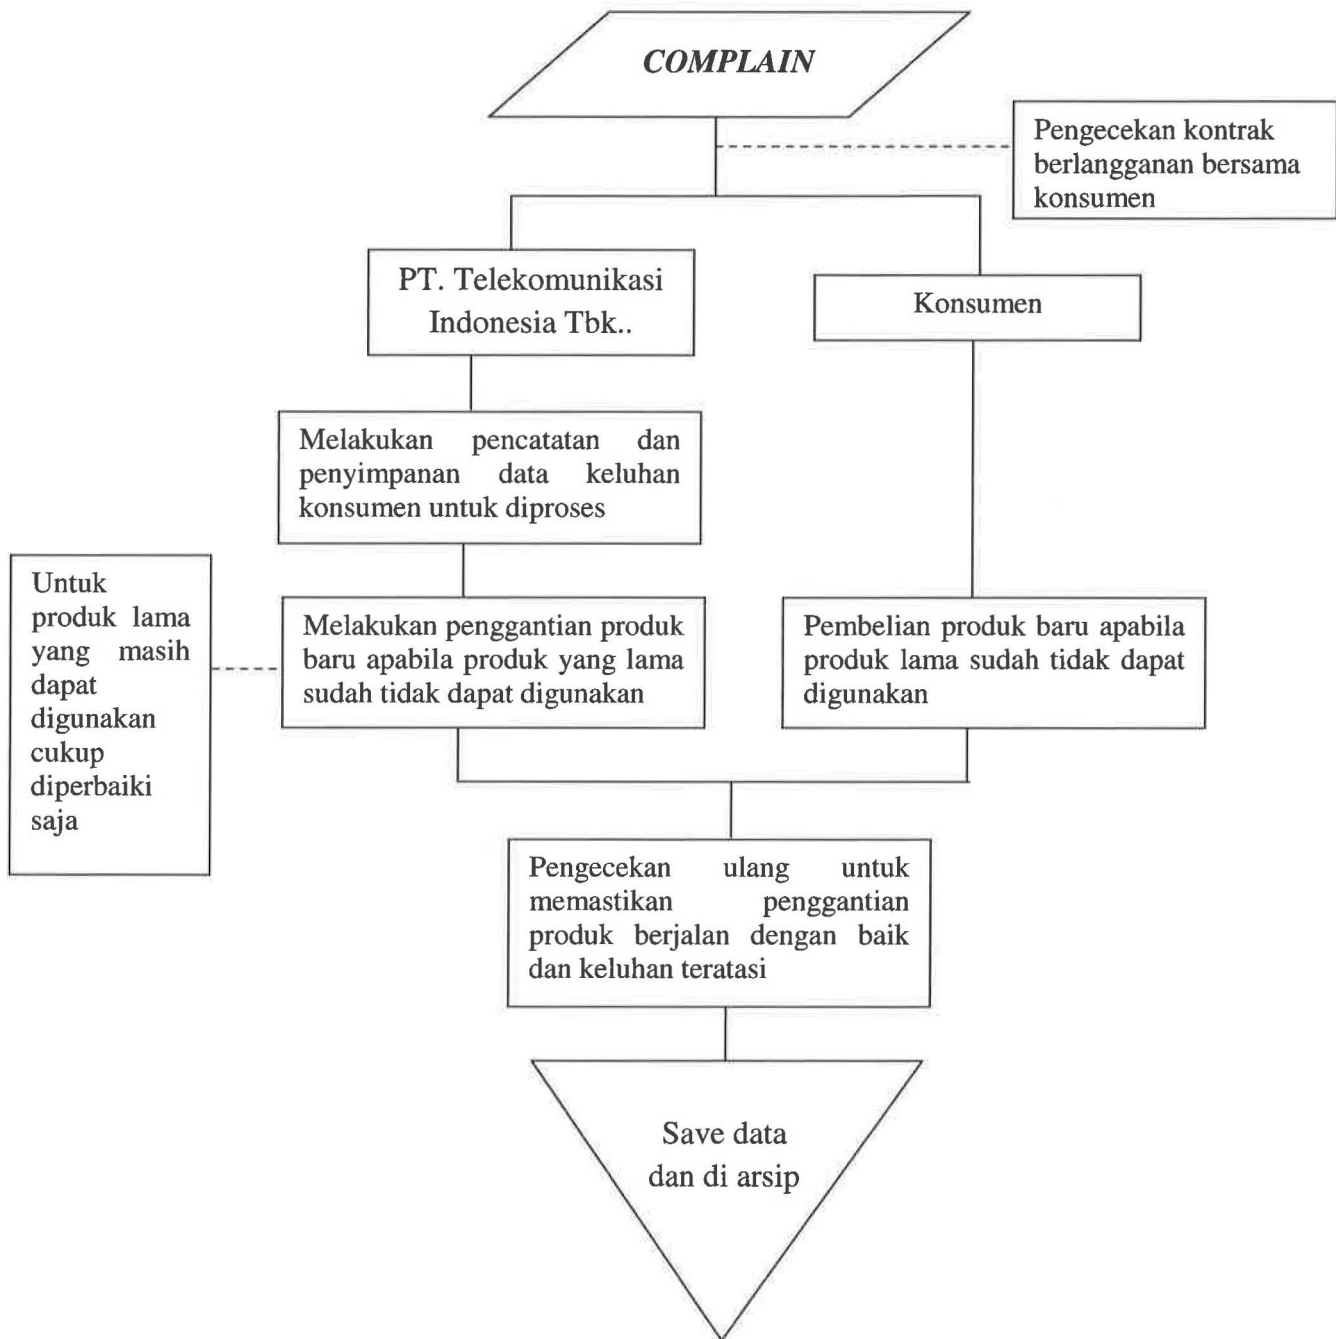 COMPLAIN
Pengecekan kontrak
berlangganan bersama
konsumen
PT. Telekomunikasi
Indonesia Tbk..
Konsumen
Melakukan pencatatan dan
penyimpanan data keluhan
konsumen untuk diproses
Untuk
produk lama
yang masih
dapat
digunakan
cukup
diperbaiki
saja
Melakukan penggantian produk
baru apabila produk yang lama
sudah tidak dapat digunakan
Pembelian produk baru apabila
produk lama sudah tidak dapat
digunakan
Pengecekan ulang untuk
memastikan penggantian
produk berjalan dengan baik
dan keluhan teratasi
Save data
dan di arsip